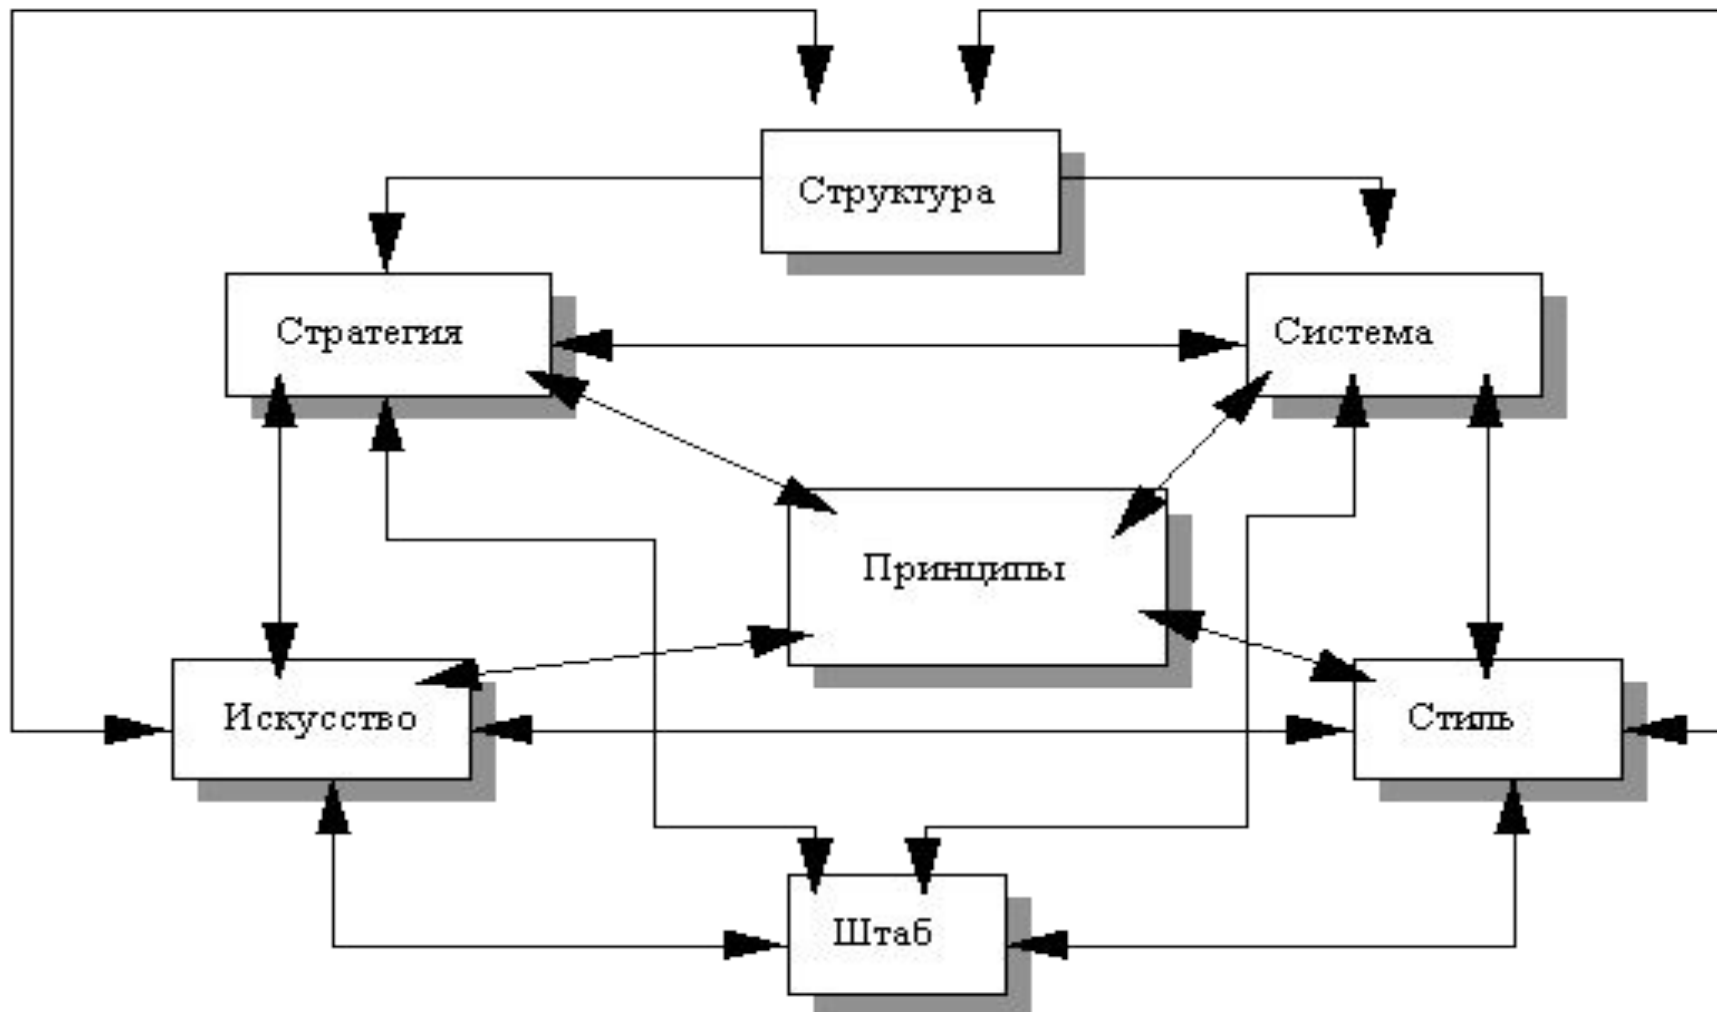 Структура
Стратегия
Система
Принципы
Искусство
Стиль
Штаб